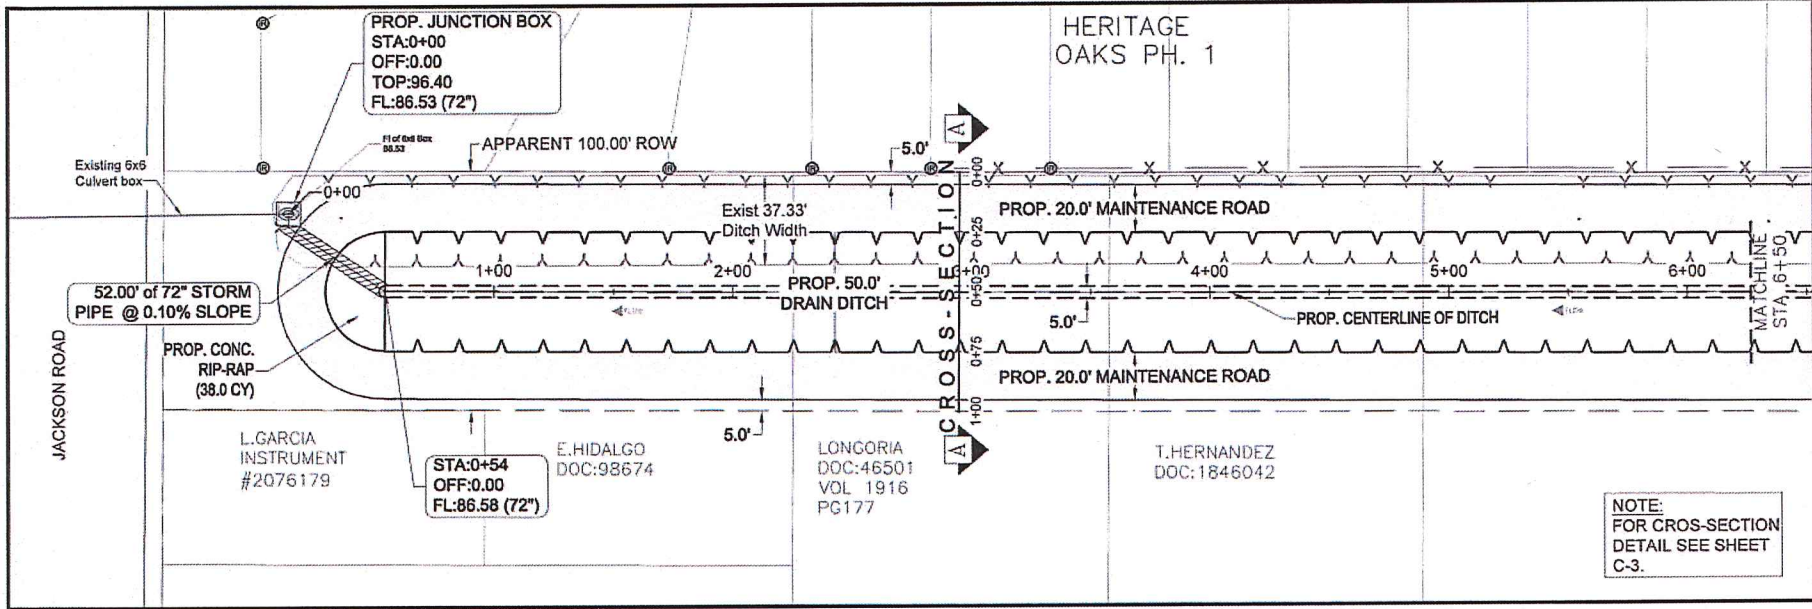 PROP. JUNCTION BOX
STA:0+00
OFF:0.00
TOP:96.40
FL:86.53 (72")
HERITAGE
OAKS PH. 1
Existing 6x6
Culvert box
APPARENT 100.00' ROW
5.0'
A
0+00
0+00
Exist 37.33'
Ditch Width
PROP. 20.0' MAINTENANCE ROAD
0+25
CROSS-SECTION
1+00
2+00
3+00
4+00
5+00
6+00
MATCHLINE
STA. 6+50
52.00' of 72" STORM
PIPE @ 0.10% SLOPE
PROP. 50.0'
DRAIN DITCH
0+50
5.0'
PROP. CENTERLINE OF DITCH
PROP. CONC.
RIP-RAP
(38.0 CY)
0+75
PROP. 20.0' MAINTENANCE ROAD
1+00
JACKSON ROAD
5.0'
A
L.GARCIA
INSTRUMENT
#2076179
STA:0+54
OFF:0.00
FL:86.58 (72")
E.HIDALGO
DOC:98674
LONGORIA
DOC:46501
VOL 1916
PG177
T.HERNANDEZ
DOC:1846042
NOTE:
FOR CROS-SECTION
DETAIL SEE SHEET
C-3.